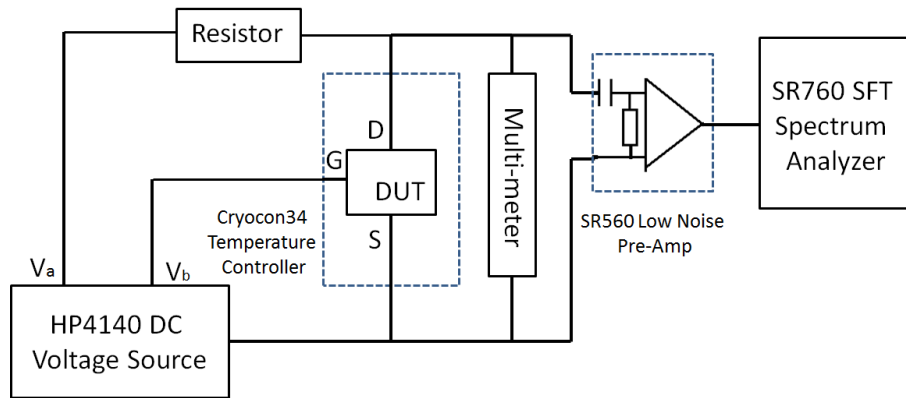 Resistor
D
G
DUT
S
Cryocon34
Temperature
Controller
Multi-meter
SR560 Low Noise
Pre-Amp
SR760 SFT
Spectrum
Analyzer
Va
Vb
HP4140 DC
Voltage Source